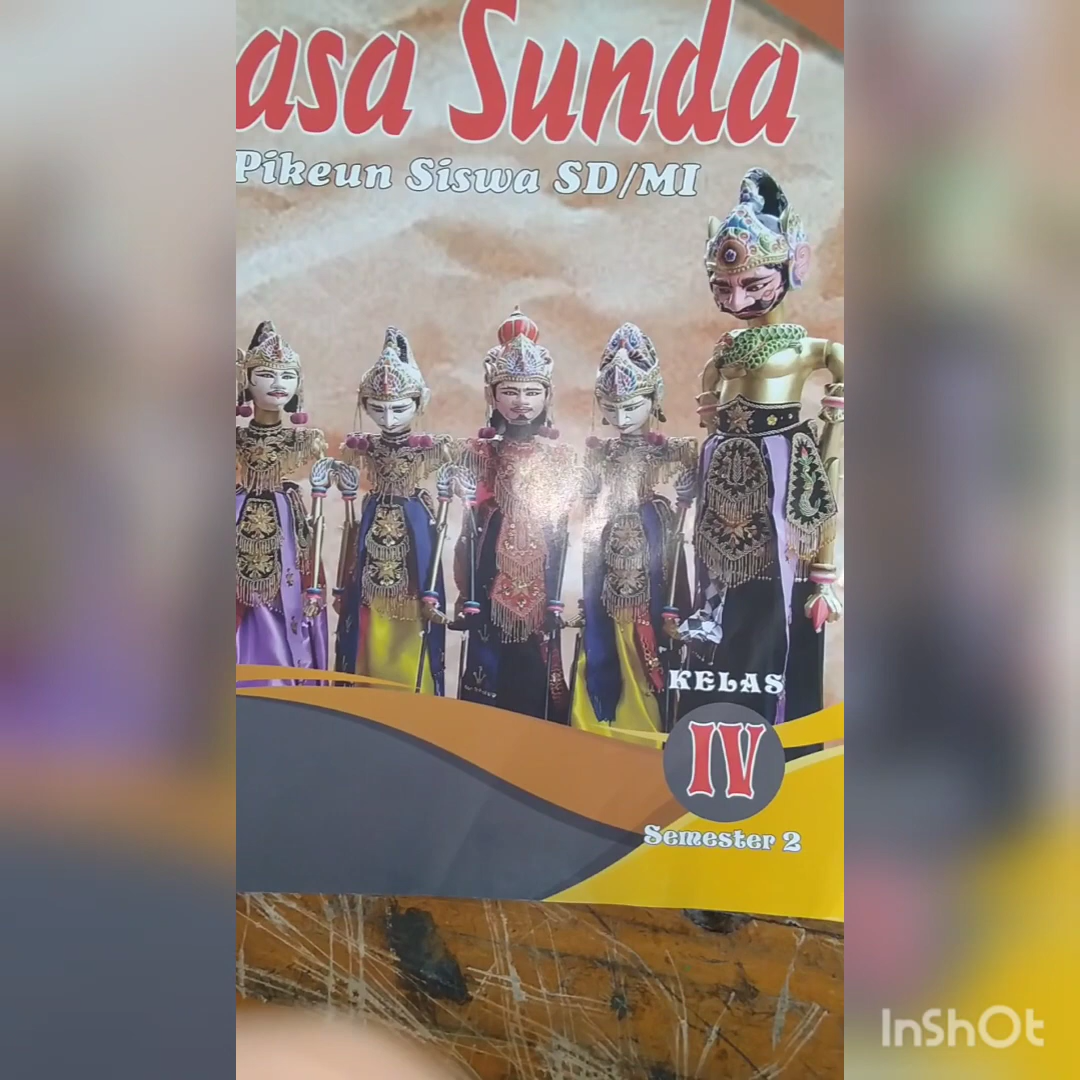 asa Sunda
Pikeun Siswa SD/MI
KELAS
IV
Semester 2
InShOt